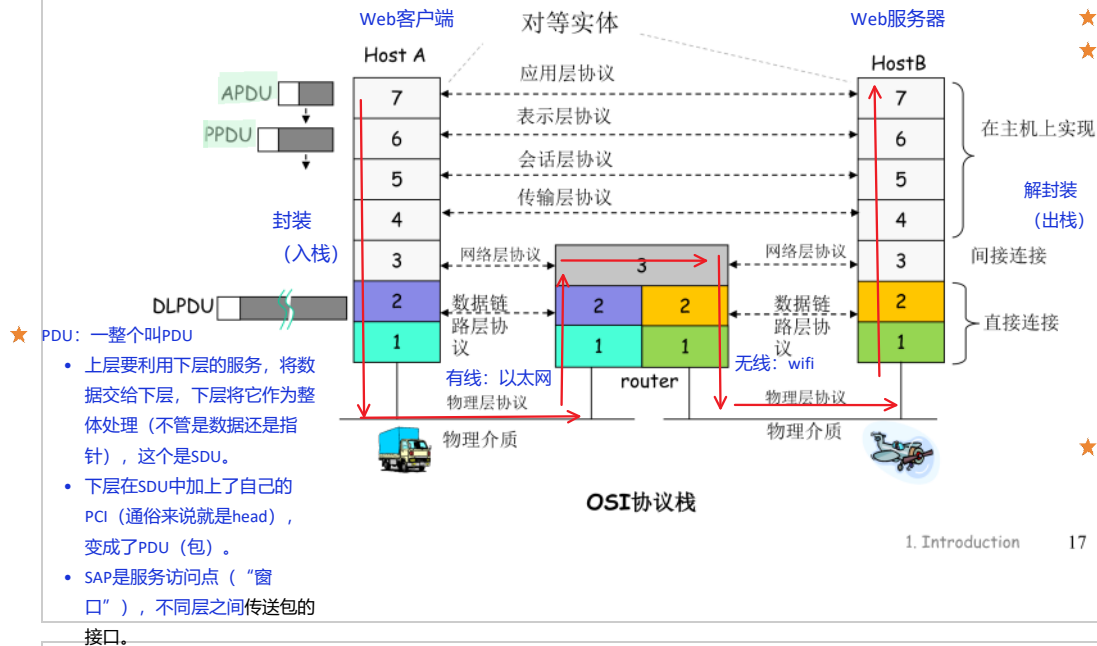 Web客户端
对等实体
Web服务器
Host A
HostB
APDU
7
应用层协议
7
PPDU
6
表示层协议
6
在主机上实现
5
会话层协议
5
解封装
（出栈）
封装
（入栈）
4
传输层协议
4
3
网络层协议
3
网络层协议
3
间接连接
DLPDU
2
数据链
路层协
议
2
2
数据链
路层协
议
2
直接连接
1
1
1
1
有线：以太网
router
无线：wifi
物理层协议
物理层协议
物理介质
物理介质
OSI协议栈
1. Introduction
17
PDU：一整个叫PDU
• 上层要利用下层的服务，将数
据交给下层，下层将它作为整
体处理（不管是数据还是指
针），这个是SDU。
• 下层在SDU中加上了自己的
PCI（通俗来说就是head），
变成了PDU（包）。
• SAP是服务访问点（“窗
口”），不同层之间传送包的
接口。